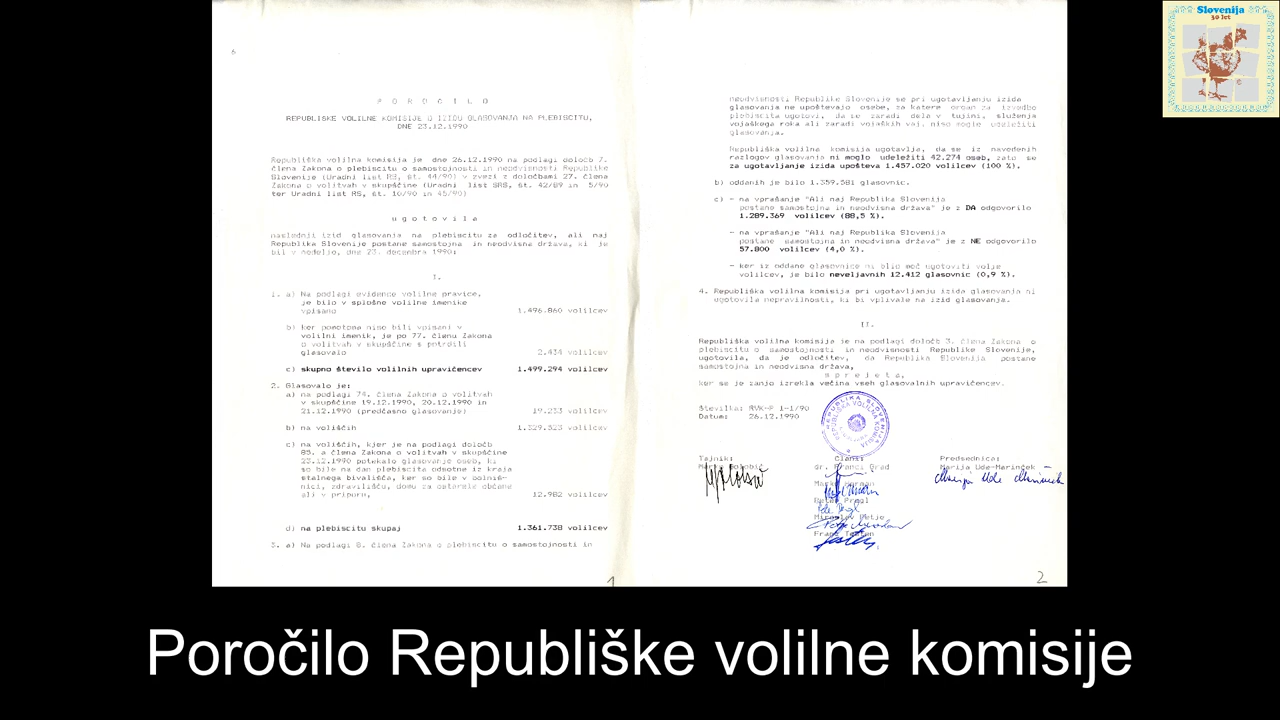 6
P O R O Č I L O
REPUBLIŠKE VOLILNE KOMISIJE O IZIDU GLASOVANJA NA PLEBISCITU,
DNE 23.12.1990
Republiška volilna komisija je dne 26.12.1990 na podlagi določb 7.
člena Zakona o plebiscitu o samostojnosti in neodvisnosti Republike
Slovenije (Uradni list RS, št. 44/90) v zvezi z določbami 27. člena
Zakona o volitvah v skupščine (Uradni list SRS, št. 42/89 in 5/90
ter Uradni list RS, št. 10/90 in 45/90)
u g o t o v i l a
naslednji izid glasovanja na plebiscitu za odločitev, ali naj
Republika Slovenije postane samostojna in neodvisna država, ki je
bil v nedeljo, dne 23. decembra 1990:
I.
1. a) Na podlagi evidence volilne pravice,
je bilo v splošne volilne imenike
vpisano 1.496.860 volilcev
b) ker pomotoma niso bili vpisani v
volilni imenik, je po 77. členu Zakona
o volitvah v skupščine s potrdili
glasovalo 2.434 volilcev
c) skupno število volilnih upravičencev 1.499.294 volilcev
2. Glasovalo je:
a) na podlagi 74. člena Zakona o volitvah
v skupščine 19.12.1990, 20.12.1990 in
21.12.1990 (predčasno glasovanje) 19.233 volilcev
b) na voliščih 1.329.523 volilcev
c) na voliščih, kjer je na podlagi določb
85. a člena Zakona o volitvah v skupščine
23.12.1990 potekalo glasovanje oseb, ki
so bile na dan plebiscita odsotne iz kraja
stalnega bivališča, ker so bile v bolniš-
nici, zdravilišču, domu za ostarele občane
ali v priporu, 12.982 volilcev
d) na plebiscitu skupaj 1.361.738 volilcev
3. a) Na podlagi 8. člena Zakona o plebiscitu o samostojnosti in
1
neodvisnosti Republike Slovenije se pri ugotavljanju izida
glasovanja ne upoštevajo osebe, za katere organ za izvedbo
plebiscita ugotovi, da se zaradi dela v tujini, služenja
vojaškega roka ali zaradi vojaških vaj, niso mogle udeležiti
glasovanja.
Republiška volilna komisija ugotavlja, da se iz navedenih
razlogov glasovanja ni moglo udeležiti 42.274 oseb, zato se
za ugotavljanje izida upošteva 1.457.020 volilcev (100 %).
b) oddanih je bilo 1.359.581 glasovnic.
c) - na vprašanje "Ali naj Republika Slovenija
postane samostojna in neodvisna država" je z DA odgovorilo
1.289.369 volilcev (88,5 %).
- na vprašanje "Ali naj Republika Slovenija
postane samostojna in neodvisna država" je z NE odgovorilo
57.800 volilcev (4,0 %).
- ker iz oddane glasovnice ni bilo moč ugotoviti volje
volilcev, je bilo neveljavnih 12.412 glasovnic (0,9 %).
4. Republiška volilna komisija pri ugotavljanju izida glasovanja ni
ugotovila nepravilnosti, ki bi vplivale na izid glasovanja.
II.
Republiška volilna komisija je na podlagi določb 3. člena Zakona o
plebiscitu o samostojnosti in neodvisnosti Republike Slovenije,
ugotovila, da je odločitev, da Republika Slovenija postane
samostojna in neodvisna država,
s p r e j e t a,
ker se je zanjo izrekla večina vseh glasovalnih upravičencev.
Številka: RVK-P 1-1/90
Datum: 26.12.1990
REPUBLIKA SLOVENIJA
REPUBLIŠKA VOLILNA KOMISIJA
Tajnik: Člani: Predsednica:
dr. Franci Grad Marija Ude-Marinček
Marko
Peter
Miroslav
Franc
2
Slovenija
30 let
Poročilo Republiške volilne komisije